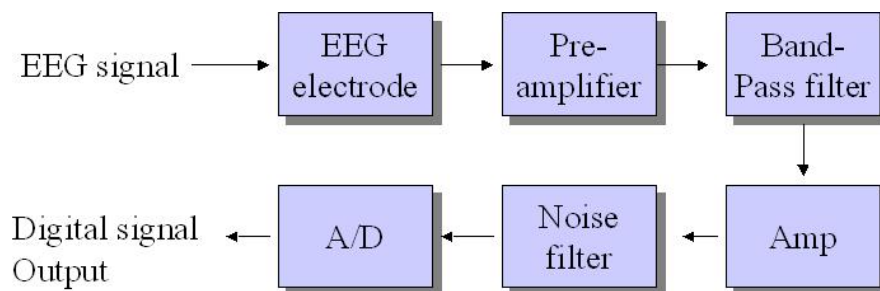 EEG signal
EEG
electrode
Pre-
amplifier
Band-
Pass filter
Amp
Noise
filter
A/D
Digital signal
Output